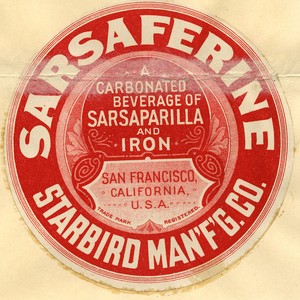 SARSAFERINE
A
CARBONATED
BEVERAGE OF
SARSAPARILLA
AND
IRON
SAN FRANCISCO,
CALIFORNIA,
U.S.A.
TRADE MARK REGISTERED.
STARBIRD MAN'F'G. CO.